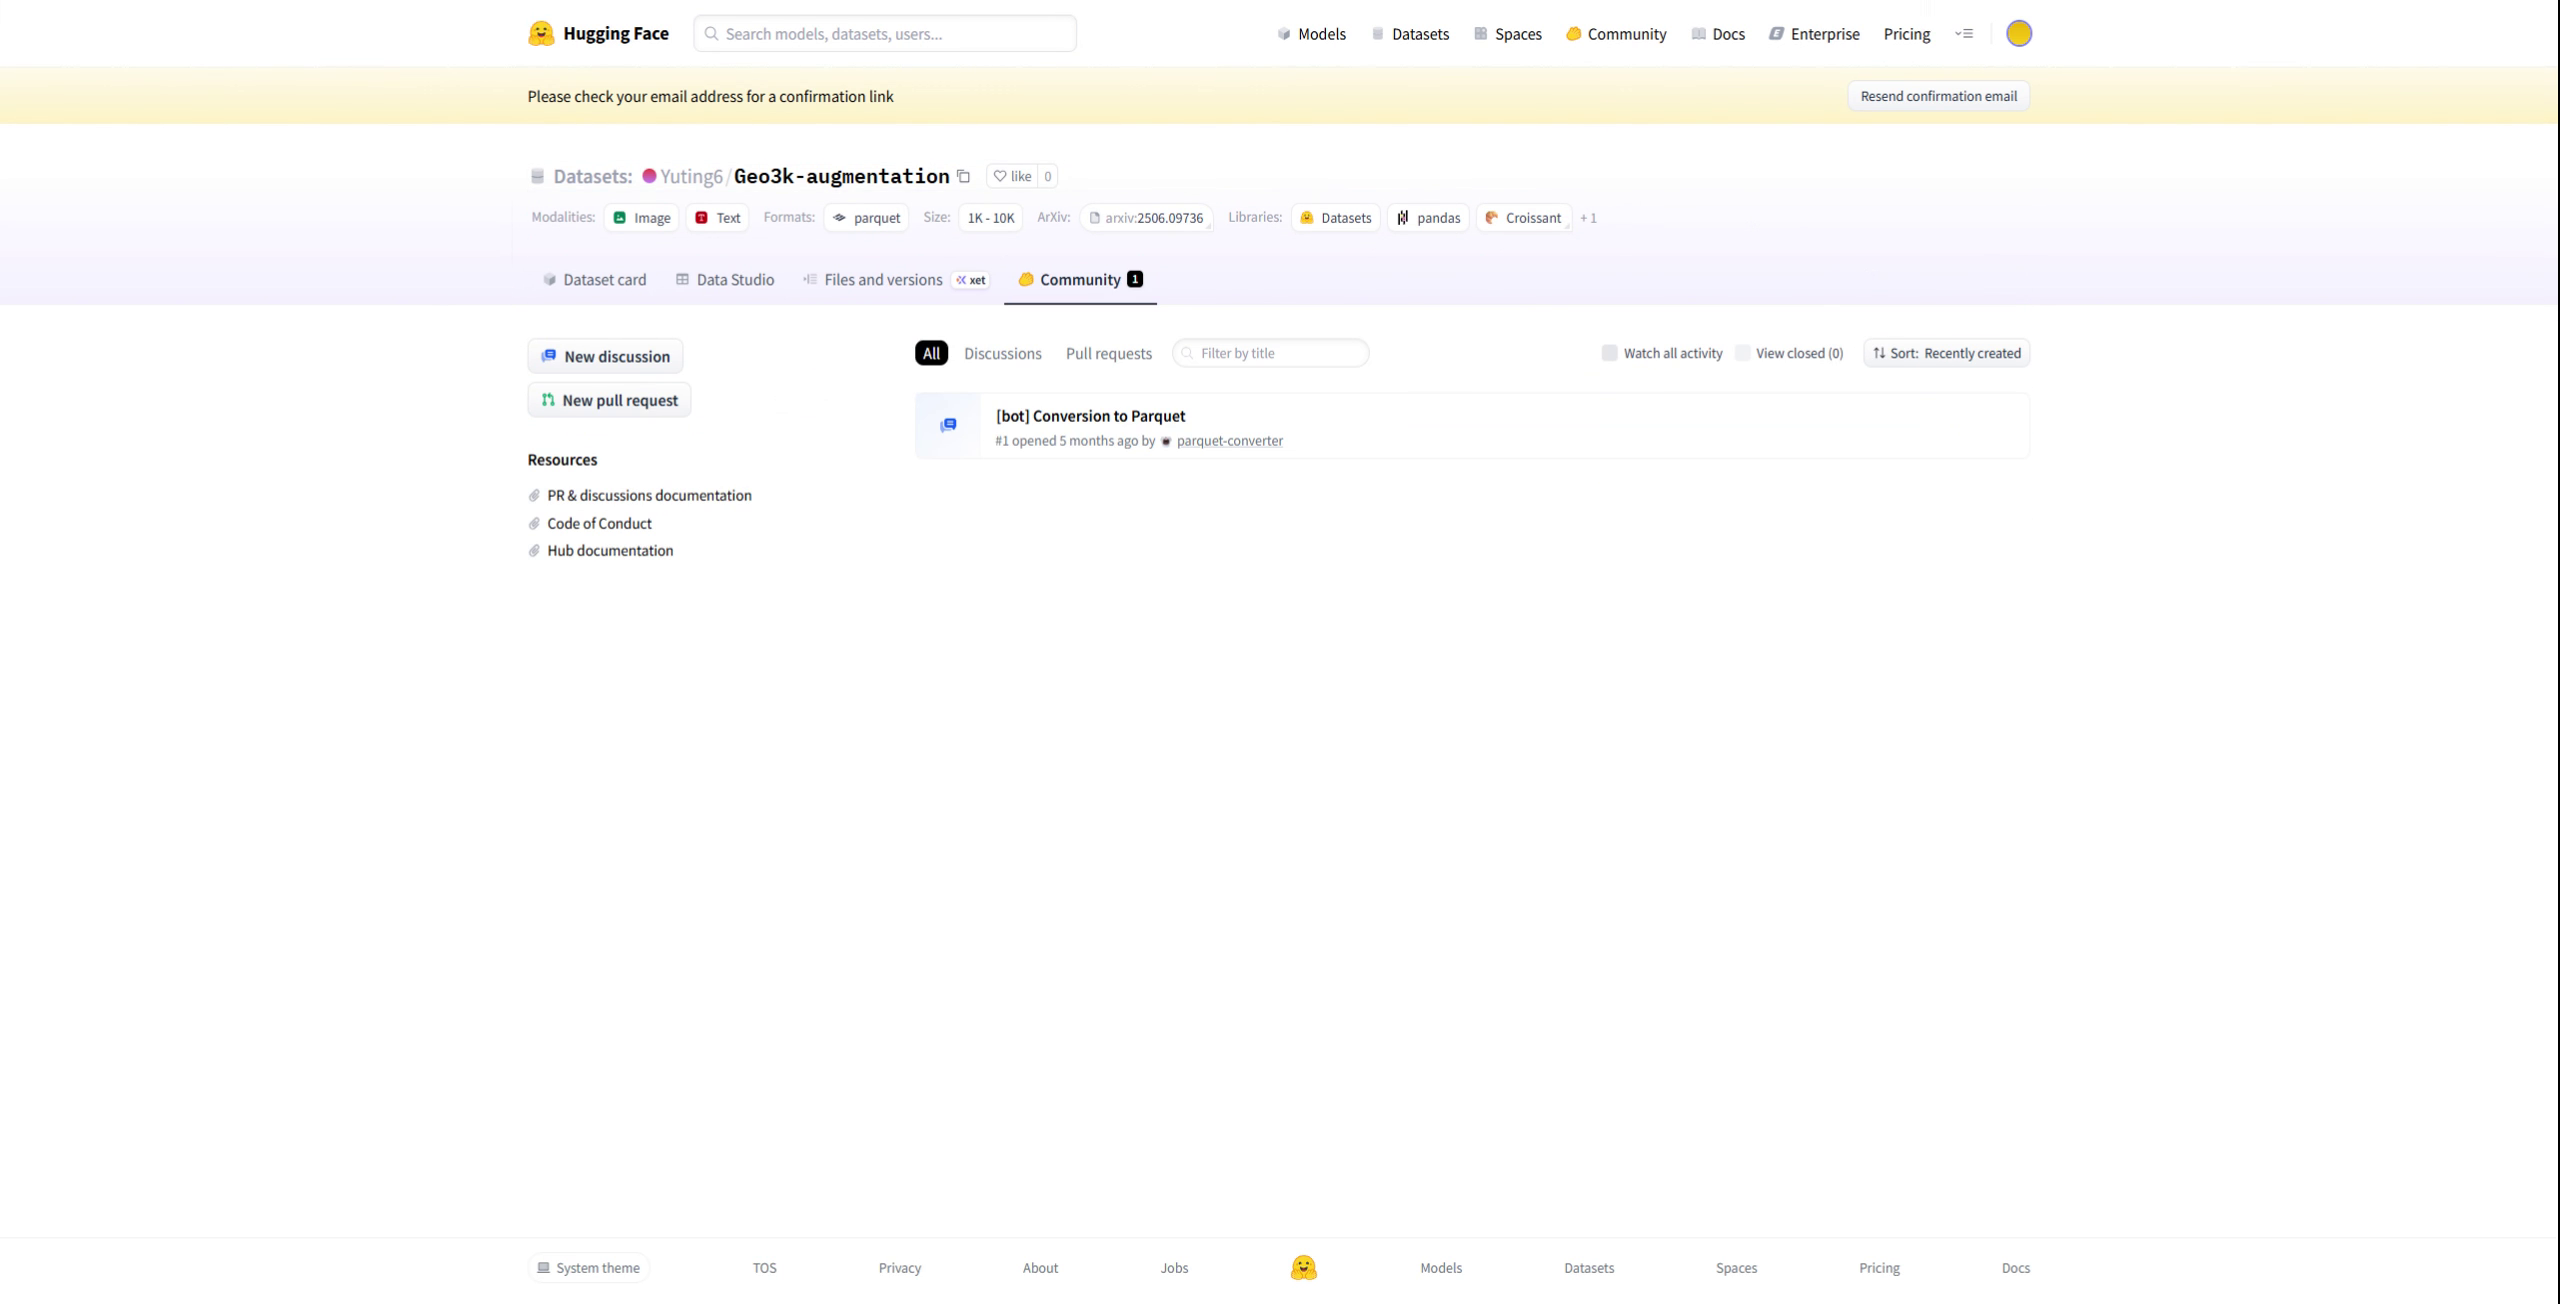 Hugging Face
Search models, datasets, users...
Models
Datasets
Spaces
Community
Docs
Enterprise
Pricing
Please check your email address for a confirmation link
Resend confirmation email
Datasets: Yuting6/Geo3k-augmentation
like 0
Modalities: Image Text Formats: parquet Size: 1K - 10K ArXiv: arxiv:2506.09736 Libraries: Datasets pandas Croissant + 1
Dataset card
Data Studio
Files and versions xet
Community 1
New discussion
New pull request
Resources
PR & discussions documentation
Code of Conduct
Hub documentation
All Discussions Pull requests Filter by title
Watch all activity View closed (0) Sort: Recently created
[bot] Conversion to Parquet
#1 opened 5 months ago by parquet-converter
System theme
TOS
Privacy
About
Jobs
Models
Datasets
Spaces
Pricing
Docs